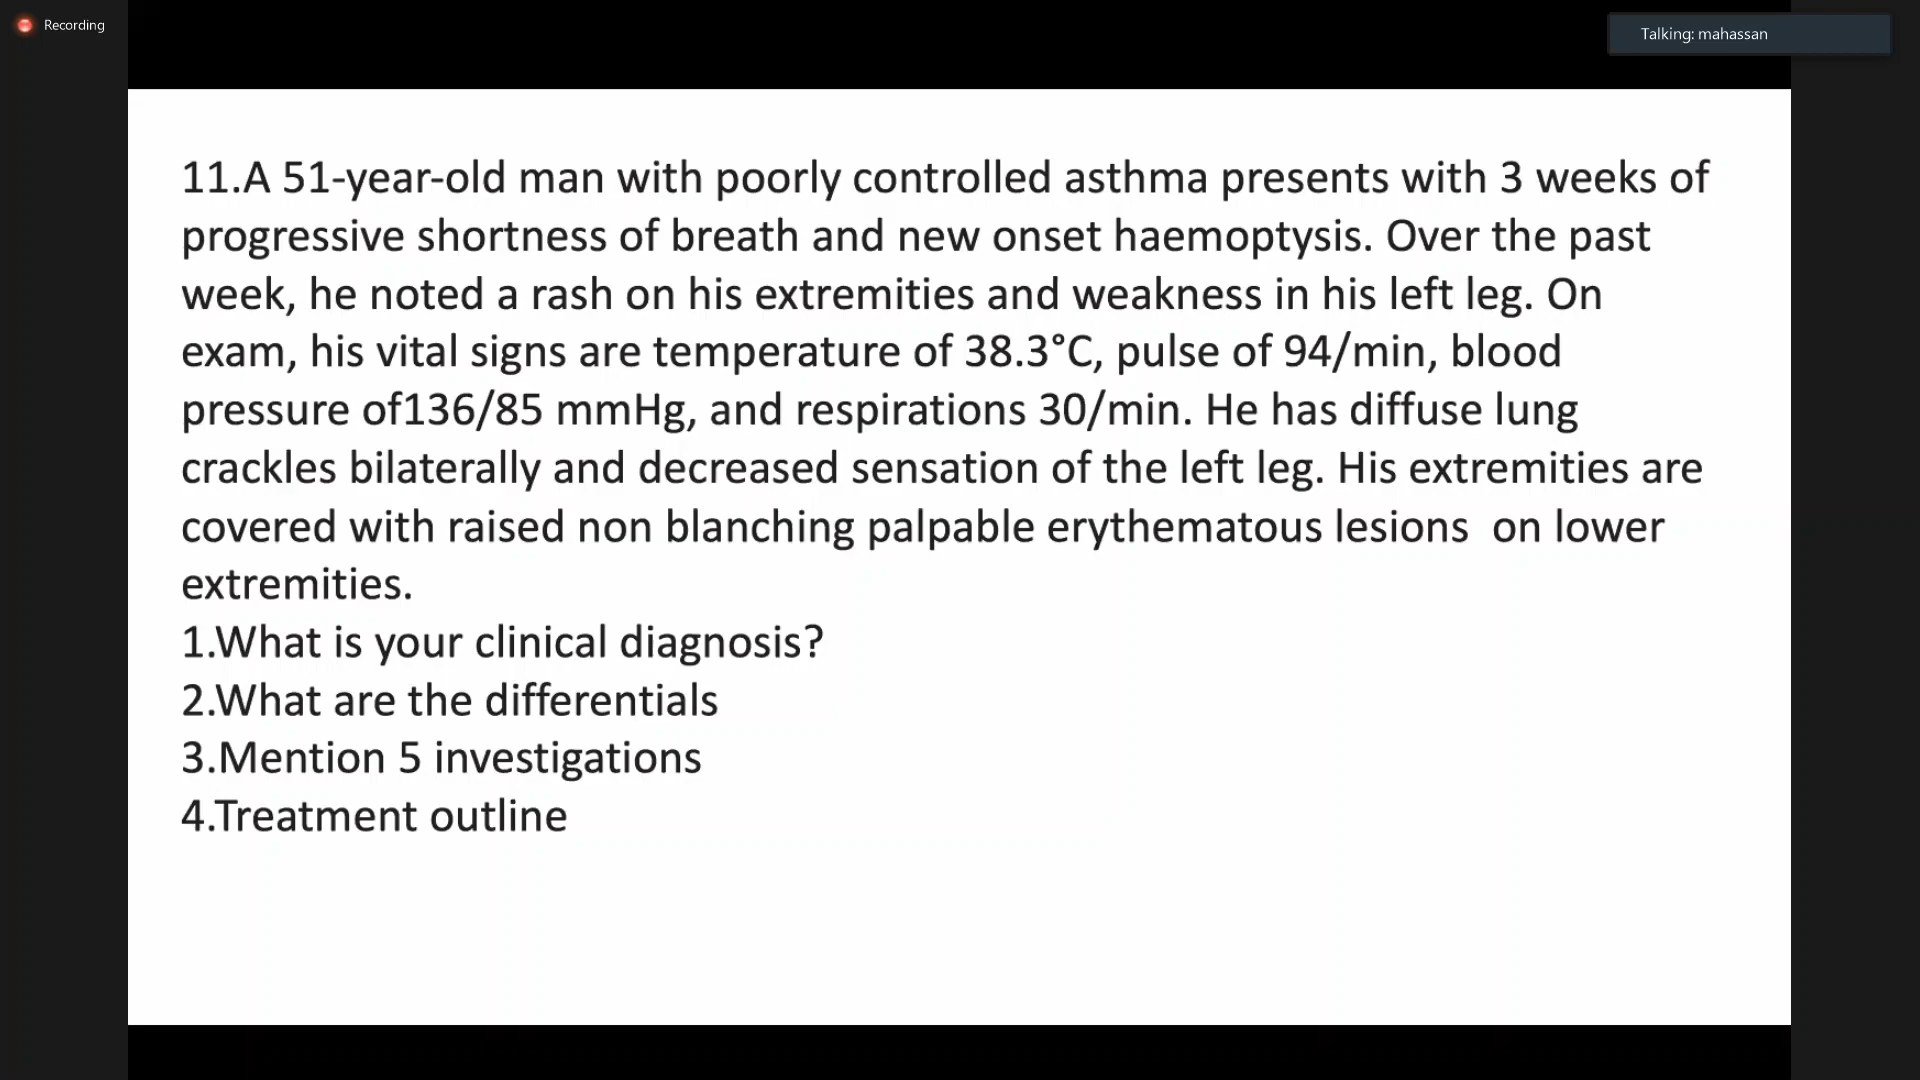 Recording
Talking: mahassan
11.A 51-year-old man with poorly controlled asthma presents with 3 weeks of
progressive shortness of breath and new onset haemoptysis. Over the past
week, he noted a rash on his extremities and weakness in his left leg. On
exam, his vital signs are temperature of 38.3°C, pulse of 94/min, blood
pressure of136/85 mmHg, and respirations 30/min. He has diffuse lung
crackles bilaterally and decreased sensation of the left leg. His extremities are
covered with raised non blanching palpable erythematous lesions  on lower
extremities.
1.What is your clinical diagnosis?
2.What are the differentials
3.Mention 5 investigations
4.Treatment outline